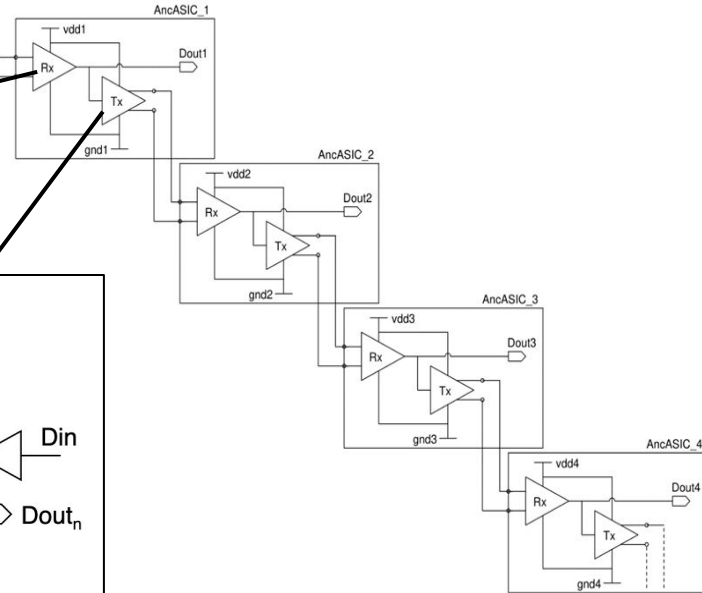 AncASIC_1
vdd1
Dout1
Rx
Tx
gnd1
AncASIC_2
vdd2
Dout2
Rx
Tx
gnd2
AncASIC_3
vdd3
Dout3
Rx
Tx
gnd3
AncASIC_4
vdd4
Dout4
Rx
Tx
gnd4
Din
Doutn